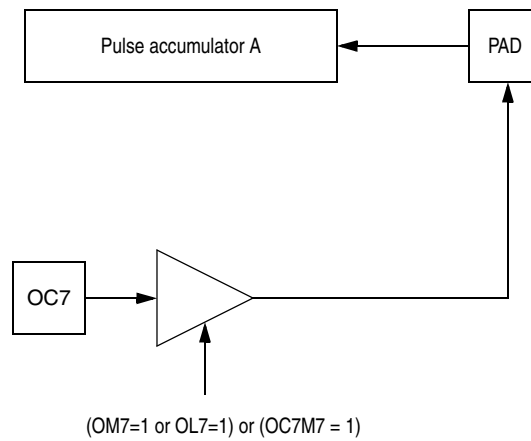 Pulse accumulator A
PAD
OC7
(OM7=1 or OL7=1) or (OC7M7 = 1)